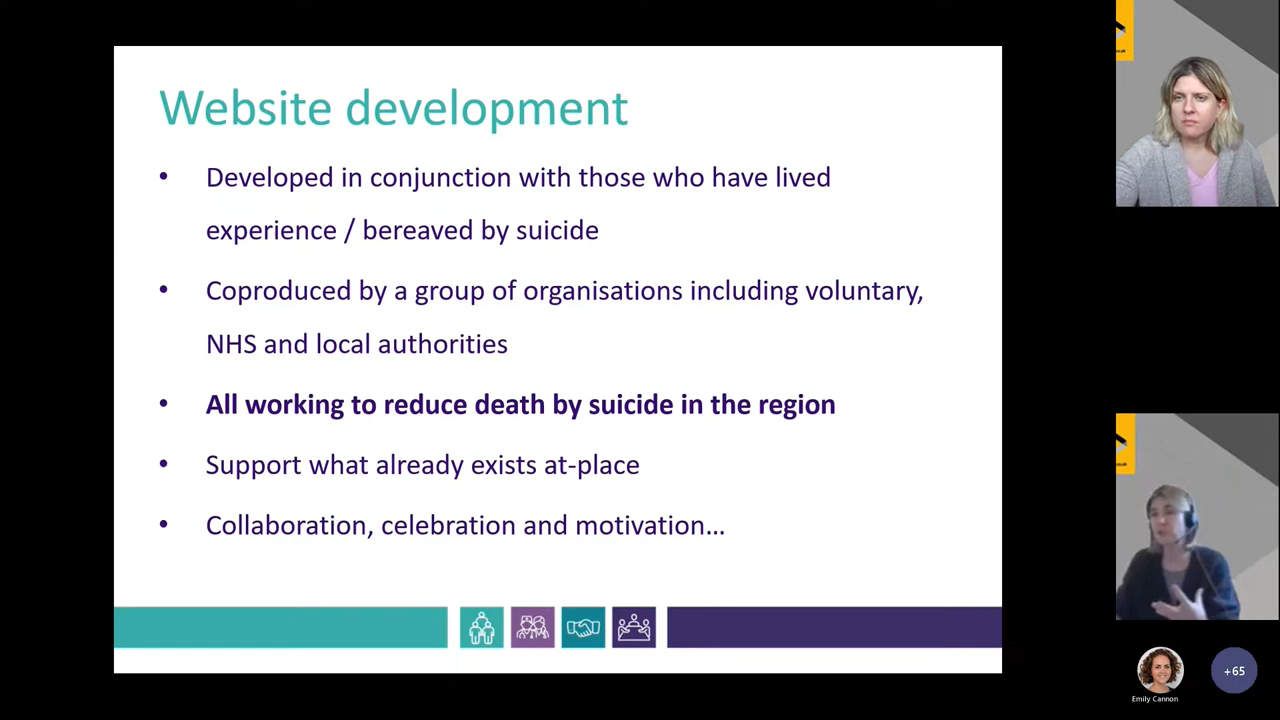 Website development
• Developed in conjunction with those who have lived
experience / bereaved by suicide
• Coproduced by a group of organisations including voluntary,
NHS and local authorities
• All working to reduce death by suicide in the region
• Support what already exists at-place
• Collaboration, celebration and motivation…
+65
Emily Cannon